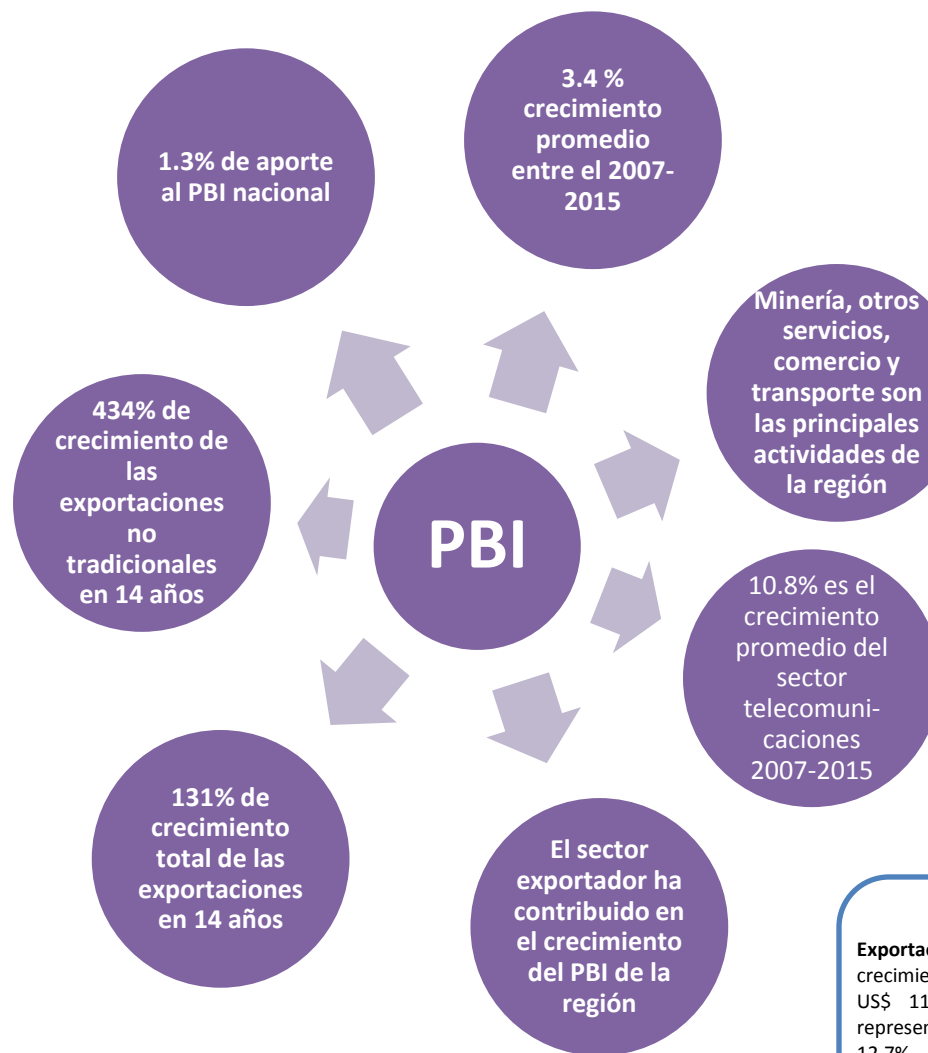 3.4 %
crecimiento
promedio
entre el 2007-
2015
1.3% de aporte
al PBI nacional
Minería, otros
servicios,
comercio y
transporte son
las principales
actividades de
la región
434% de
crecimiento de
las
exportaciones
no
tradicionales
en 14 años
PBI
10.8% es el
crecimiento
promedio del
sector
telecomuni-
caciones
2007-2015
131% de
crecimiento
total de las
exportaciones
en 14 años
El sector
exportador ha
contribuido en
el crecimiento
del PBI de la
región
US$ 11
12.7%